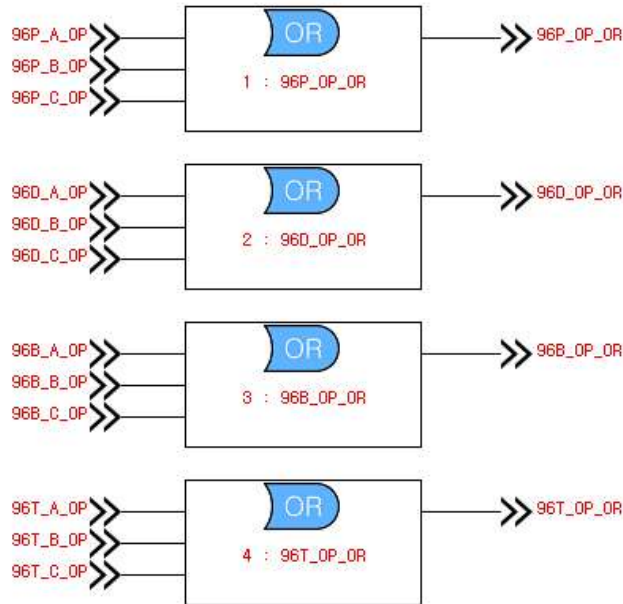 96P_A_OP
96P_B_OP
96P_C_OP
OR
1 : 96P_OP_OR
96P_OP_OR
96D_A_OP
96D_B_OP
96D_C_OP
OR
2 : 96D_OP_OR
96D_OP_OR
96B_A_OP
96B_B_OP
96B_C_OP
OR
3 : 96B_OP_OR
96B_OP_OR
96T_A_OP
96T_B_OP
96T_C_OP
OR
4 : 96T_OP_OR
96T_OP_OR